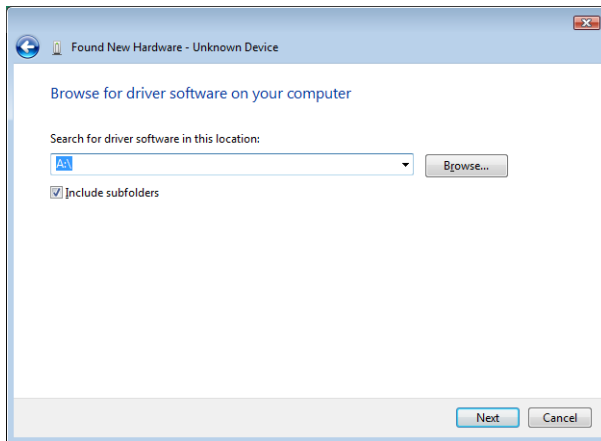 Found New Hardware - Unknown Device
Browse for driver software on your computer
Search for driver software in this location:
A:\
Browse...
Include subfolders
Next Cancel